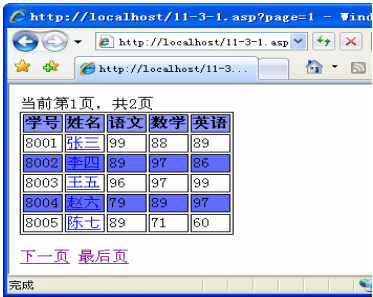 http://localhost/11-3-1.asp?page=1 - Wind
http://localhost/11-3-1.asp
http://localhost/11-3...
当前第1页，共2页
学号 姓名 语文 数学 英语
8001 张三 99 88 89
8002 李四 89 97 86
8003 王五 96 97 99
8004 赵六 79 89 97
8005 陈七 89 71 60
下一页 最后页
完成